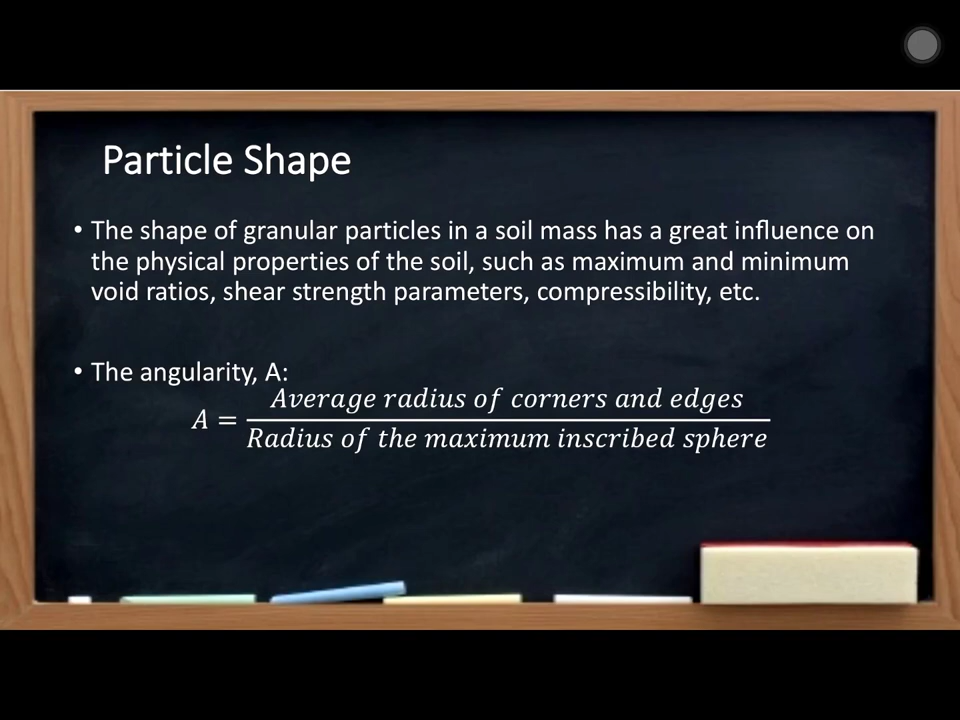 Particle Shape
• The shape of granular particles in a soil mass has a great influence on
the physical properties of the soil, such as maximum and minimum
void ratios, shear strength parameters, compressibility, etc.
• The angularity, A:
A = Average radius of corners and edges / Radius of the maximum inscribed sphere